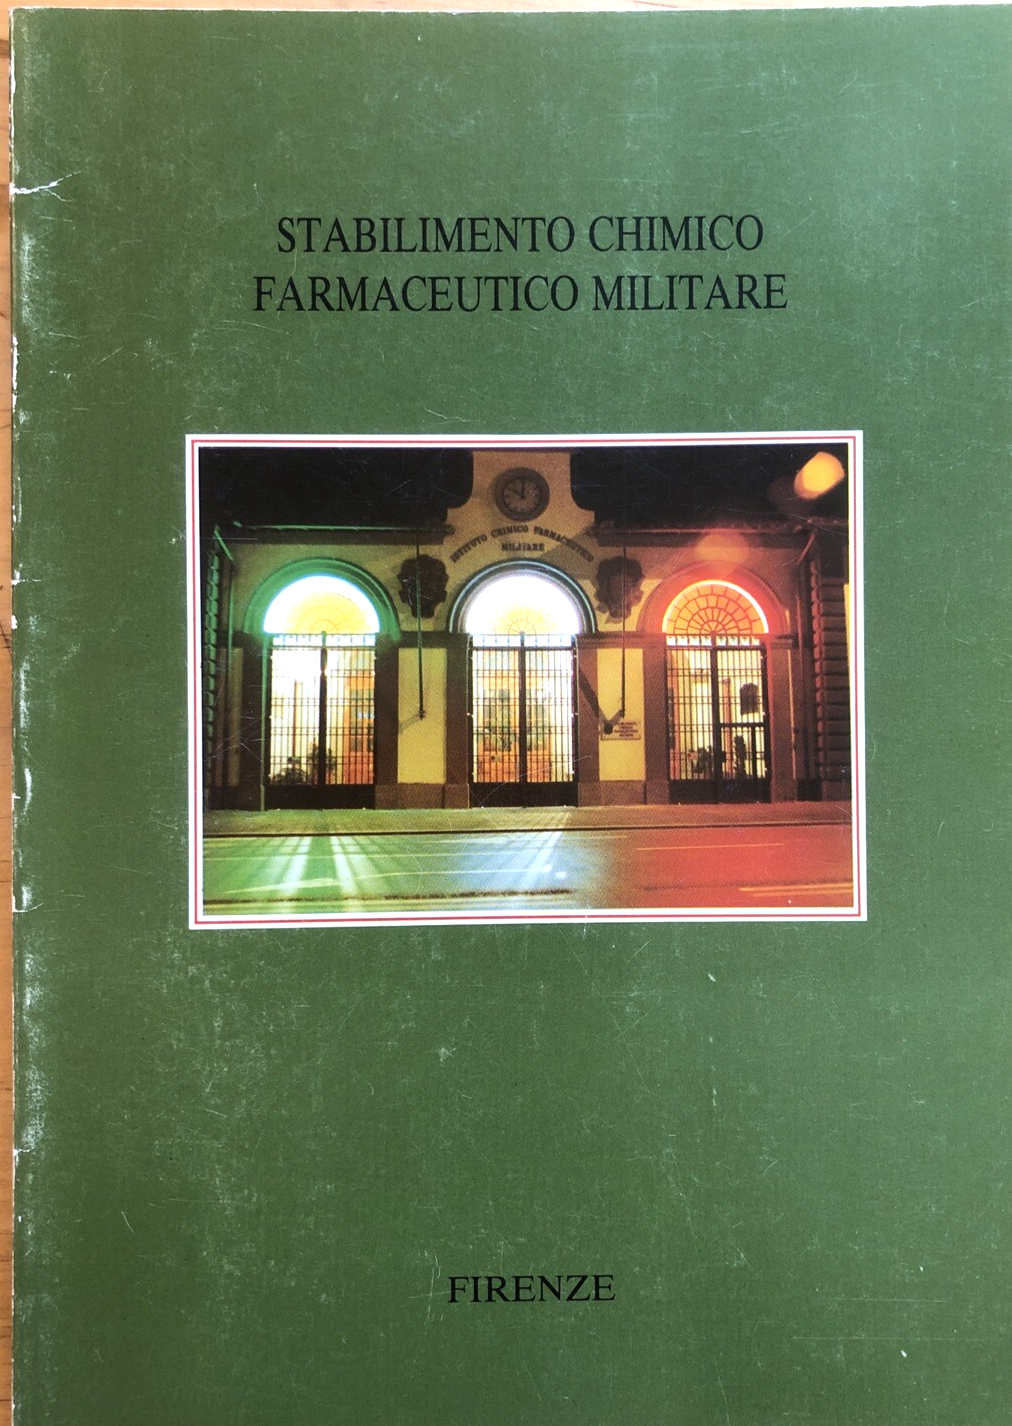 STABILIMENTO CHIMICO
FARMACEUTICO MILITARE
ISTITUTO CHIMICO FARMACEUTICO
MILITARE
FIRENZE